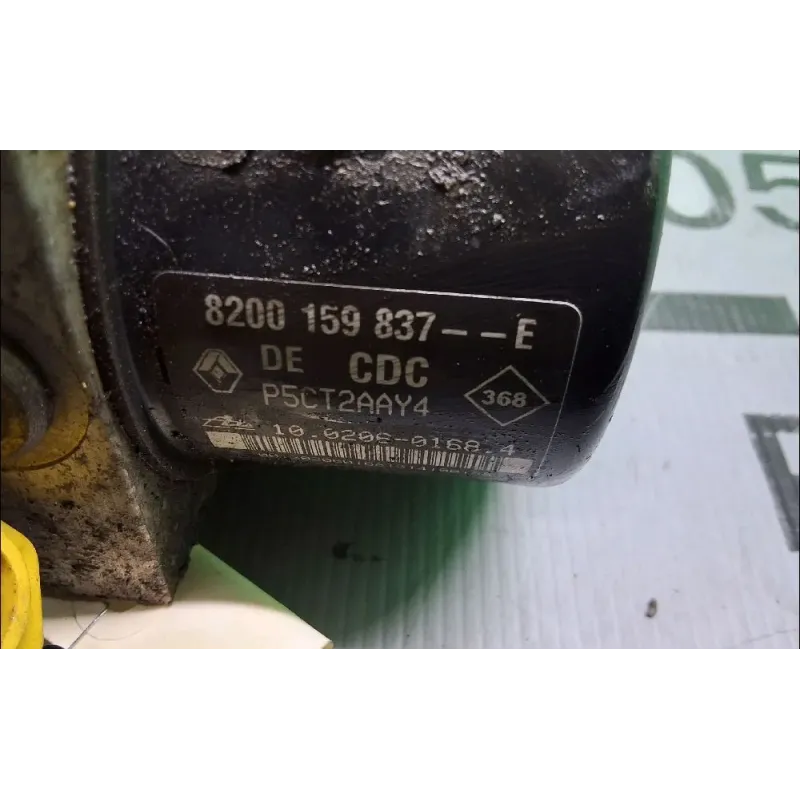 8200 159 837--E
DE CDC
P5CT2AAY4
368
10.0206-0168.4